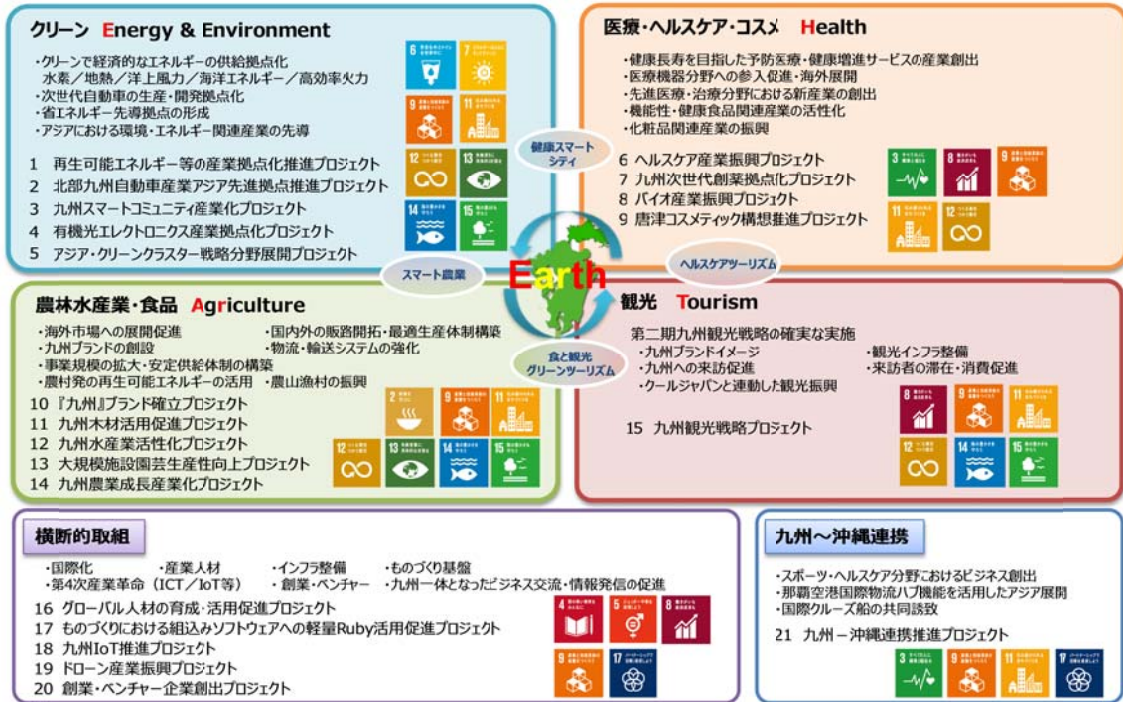 クリーン Energy & Environment
・クリーンで経済的なエネルギーの供給拠点化
水素／地熱／洋上風力／海洋エネルギー／高効率火力
・次世代自動車の生産・開発拠点化
・省エネルギー先導拠点の形成
・アジアにおける環境・エネルギー関連産業の先導
1 再生可能エネルギー等の産業拠点化推進プロジェクト
2 北部九州自動車産業アジア先進拠点推進プロジェクト
3 九州スマートコミュニティ産業化プロジェクト
4 有機光エレクトロニクス産業拠点化プロジェクト
5 アジア・クリーンクラスター戦略分野展開プロジェクト
6
7
9
11
12
13
14
15
医療・ヘルスケア・コスメ Health
・健康長寿を目指した予防医療・健康増進サービスの産業創出
・医療機器分野への参入促進・海外展開
・先進医療・治療分野における新産業の創出
・機能性・健康食品関連産業の活性化
・化粧品関連産業の振興
6 ヘルスケア産業振興プロジェクト
7 九州次世代創薬拠点化プロジェクト
8 バイオ産業振興プロジェクト
9 唐津コスメティック構想推進プロジェクト
3
8
9
11
12
健康スマート
シティ
スマート農業
Earth
ヘルスケアツーリズム
食と観光
グリーンツーリズム
農林水産業・食品 Agriculture
・海外市場への展開促進 ・国内外の販路開拓・最適生産体制構築
・九州ブランドの創設 ・物流・輸送システムの強化
・事業規模の拡大・安定供給体制の構築
・農村発の再生可能エネルギーの活用 ・農山漁村の振興
10 『九州』ブランド確立プロジェクト
11 九州木材活用促進プロジェクト
12 九州水産業活性化プロジェクト
13 大規模施設園芸生産性向上プロジェクト
14 九州農業成長産業化プロジェクト
2
9
11
12
13
14
15
観光 Tourism
第二期九州観光戦略の確実な実施
・九州ブランドイメージ ・観光インフラ整備
・九州への来訪促進 ・来訪者の滞在・消費促進
・クールジャパンと連動した観光振興
15 九州観光戦略プロジェクト
8
9
11
12
14
15
横断的取組
・国際化 ・産業人材 ・インフラ整備 ・ものづくり基盤
・第4次産業革命（ICT／IoT等） ・創業・ベンチャー ・九州一体となったビジネス交流・情報発信の促進
16 グローバル人材の育成・活用促進プロジェクト
17 ものづくりにおける組込みソフトウェアへの軽量Ruby活用促進プロジェクト
18 九州IoT推進プロジェクト
19 ドローン産業振興プロジェクト
20 創業・ベンチャー企業創出プロジェクト
4
5
8
9
17
九州～沖縄連携
・スポーツ・ヘルスケア分野におけるビジネス創出
・那覇空港国際物流ハブ機能を活用したアジア展開
・国際クルーズ船の共同誘致
21 九州－沖縄連携推進プロジェクト
3
9
11
17